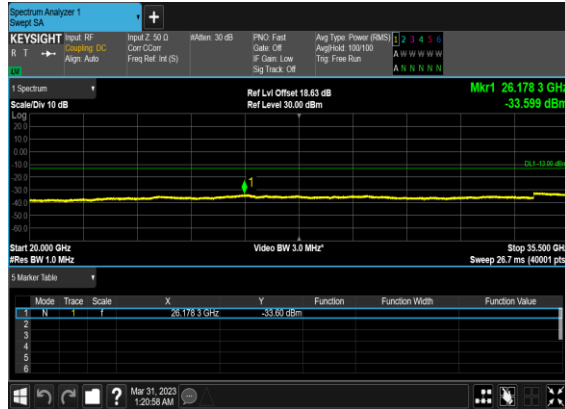 Spectrum Analyzer 1
Swept SA
KEYSIGHT Input: RF Input Z: 50 Ω #Atten: 30 dB PNO: Fast Avg Type: Power (RMS) 1 2 3 4 5 6
R T Coupling: DC Corr CCorr Gate: Off Avg|Hold: 100/100 A W W W W W
Align: Auto Freq Ref: Int (S) IF Gain: Low Trig: Free Run
Sig Track: Off A N N N N N
1 Spectrum Ref Lvl Offset 18.63 dB Mkr1 26.178 3 GHz
Scale/Div 10 dB Ref Level 30.00 dBm -33.599 dBm
Log
20.0
10.0
0.00
-10.0 DL1 -13.00 dBm
-20.0
-30.0 1
-40.0
-50.0
-60.0
Start 20.000 GHz Video BW 3.0 MHz* Stop 35.500 GHz
#Res BW 1.0 MHz Sweep 26.7 ms (40001 pts)
5 Marker Table
Mode Trace Scale X Y Function Function Width Function Value
1 N 1 f 26.178 3 GHz -33.60 dBm
2
3
4
5
6
Mar 31, 2023
1:20:58 AM